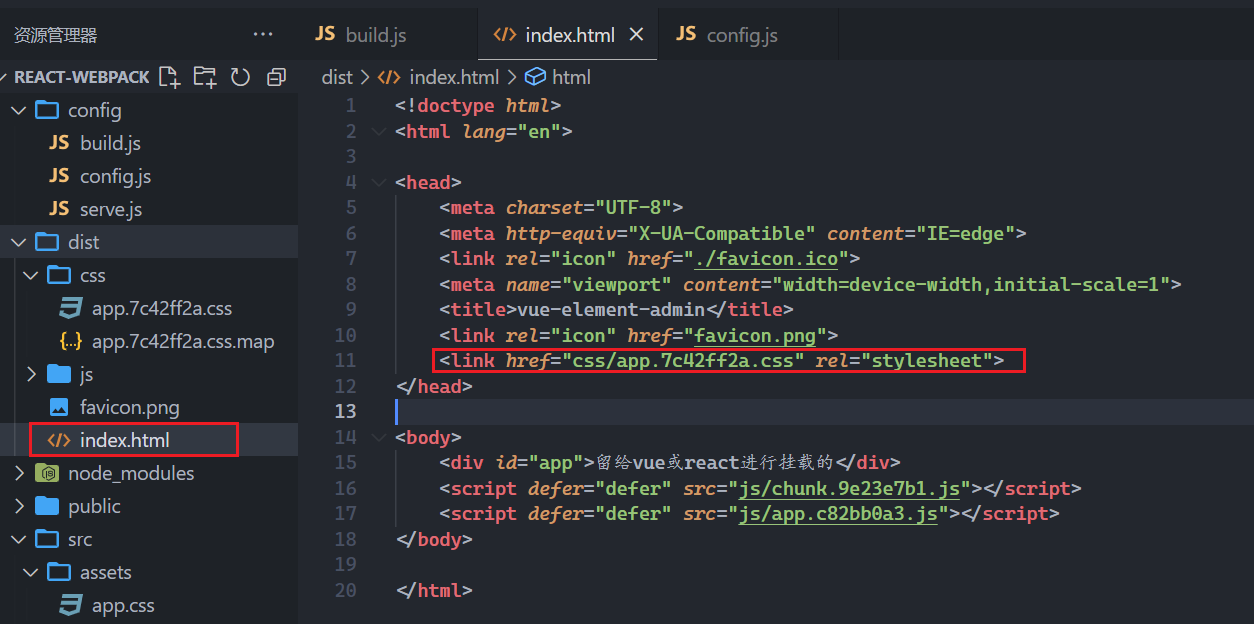 资源管理器 ···
JS build.js
index.html
JS config.js
REACT-WEBPACK
config
JS build.js
JS config.js
JS serve.js
dist
css
app.7c42ff2a.css
{..} app.7c42ff2a.css.map
js
favicon.png
index.html
node_modules
public
src
assets
app.css
dist > index.html > html
1 <!doctype html>
2 <html lang="en">
3
4 <head>
5 <meta charset="UTF-8">
6 <meta http-equiv="X-UA-Compatible" content="IE=edge">
7 <link rel="icon" href="./favicon.ico">
8 <meta name="viewport" content="width=device-width,initial-scale=1">
9 <title>vue-element-admin</title>
10 <link rel="icon" href="favicon.png">
11 <link href="css/app.7c42ff2a.css" rel="stylesheet">
12 </head>
13
14 <body>
15 <div id="app">留给vue或react进行挂载的</div>
16 <script defer="defer" src="js/chunk.9e23e7b1.js"></script>
17 <script defer="defer" src="js/app.c82bb0a3.js"></script>
18 </body>
19
20 </html>